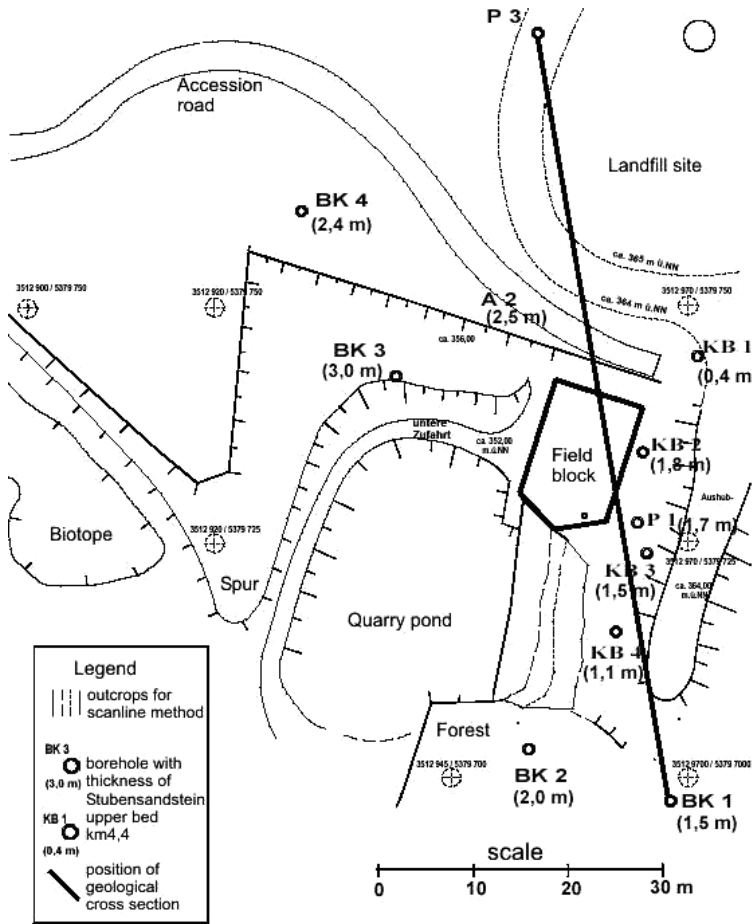 P 3
Accession
road
Landfill site
BK 4
(2,4 m)
ca. 365 m ü.NN
3512 900 / 5379 750
3512 920 / 5379 750
3512 970 / 5379 750
A 2
(2,5 m)
ca. 364 m ü.NN
ca. 356,00
KB 1
(0,4 m)
BK 3
(3,0 m)
untere
Zufahrt
ca. 352,00
m.ü.NN
Field
block
KB 2
(1,8 m)
Aushub-
P 1
(1,7 m)
Biotope
3512 920 / 5379 725
3512 970 / 5379 725
KB 3
(1,5 m)
ca. 364,00
m.ü.NN
Spur
Quarry pond
KB 4
(1,1 m)
Forest
3512 945 / 5379 700
BK 2
(2,0 m)
3512 9700 / 5379 7000
BK 1
(1,5 m)
Legend
outcrops for
scanline method
BK 3
(3,0 m)
borehole with
thickness of
Stubensandstein
upper bed
km4,4
KB 1
(0,4 m)
position of
geological
cross section
scale
0 10 20 30 m